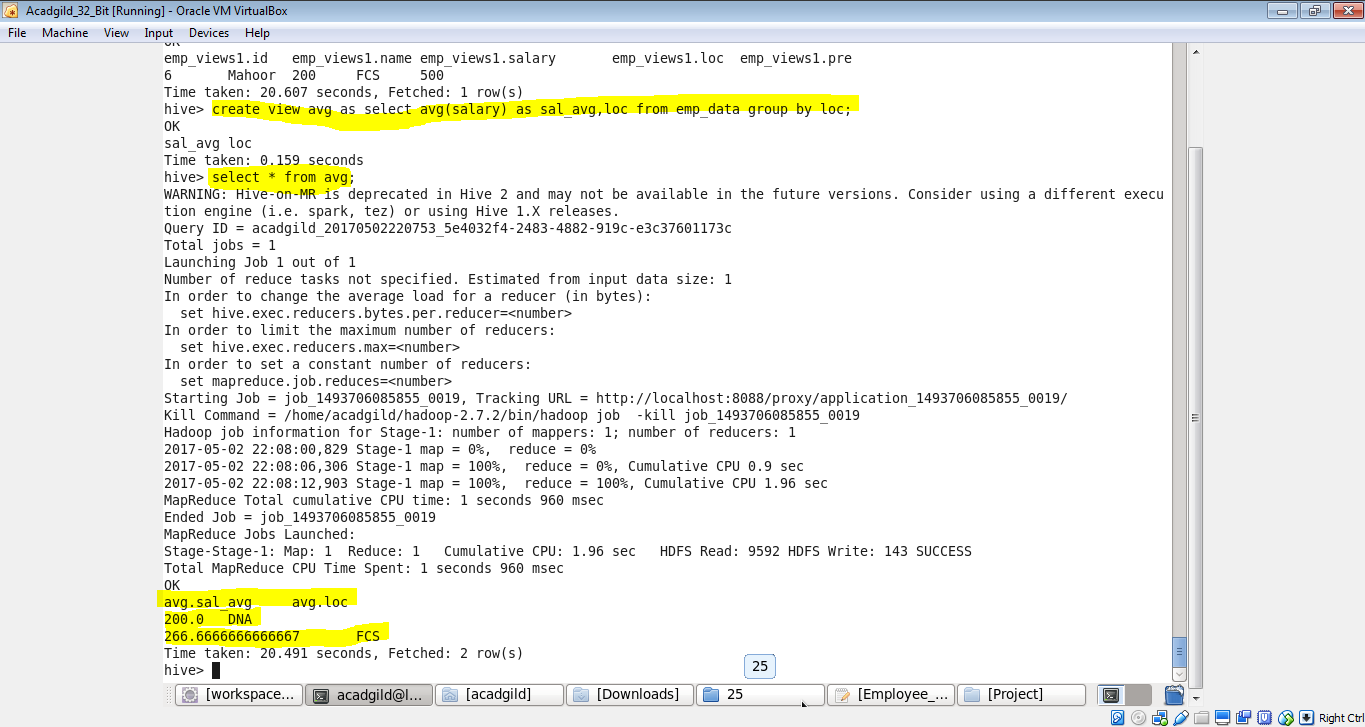 Acadgild_32_Bit [Running] - Oracle VM VirtualBox
File Machine View Input Devices Help
OK
emp_views1.id emp_views1.name emp_views1.salary emp_views1.loc emp_views1.pre
6 Mahoor 200 FCS 500
Time taken: 20.607 seconds, Fetched: 1 row(s)
hive> create view avg as select avg(salary) as sal_avg,loc from emp_data group by loc;
OK
sal_avg loc
Time taken: 0.159 seconds
hive> select * from avg;
WARNING: Hive-on-MR is deprecated in Hive 2 and may not be available in the future versions. Consider using a different execu
tion engine (i.e. spark, tez) or using Hive 1.X releases.
Query ID = acadgild_20170502220753_5e4032f4-2483-4882-919c-e3c37601173c
Total jobs = 1
Launching Job 1 out of 1
Number of reduce tasks not specified. Estimated from input data size: 1
In order to change the average load for a reducer (in bytes):
  set hive.exec.reducers.bytes.per.reducer=<number>
In order to limit the maximum number of reducers:
  set hive.exec.reducers.max=<number>
In order to set a constant number of reducers:
  set mapreduce.job.reduces=<number>
Starting Job = job_1493706085855_0019, Tracking URL = http://localhost:8088/proxy/application_1493706085855_0019/
Kill Command = /home/acadgild/hadoop-2.7.2/bin/hadoop job  -kill job_1493706085855_0019
Hadoop job information for Stage-1: number of mappers: 1; number of reducers: 1
2017-05-02 22:08:00,829 Stage-1 map = 0%,  reduce = 0%
2017-05-02 22:08:06,306 Stage-1 map = 100%,  reduce = 0%, Cumulative CPU 0.9 sec
2017-05-02 22:08:12,903 Stage-1 map = 100%,  reduce = 100%, Cumulative CPU 1.96 sec
MapReduce Total cumulative CPU time: 1 seconds 960 msec
Ended Job = job_1493706085855_0019
MapReduce Jobs Launched:
Stage-Stage-1: Map: 1  Reduce: 1   Cumulative CPU: 1.96 sec   HDFS Read: 9592 HDFS Write: 143 SUCCESS
Total MapReduce CPU Time Spent: 1 seconds 960 msec
OK
avg.sal_avg avg.loc
200.0 DNA
266.6666666666667 FCS
Time taken: 20.491 seconds, Fetched: 2 row(s)
hive>
25
[workspace... acadgild@l... [acadgild] [Downloads] 25 [Employee_... [Project]
Right Ctrl